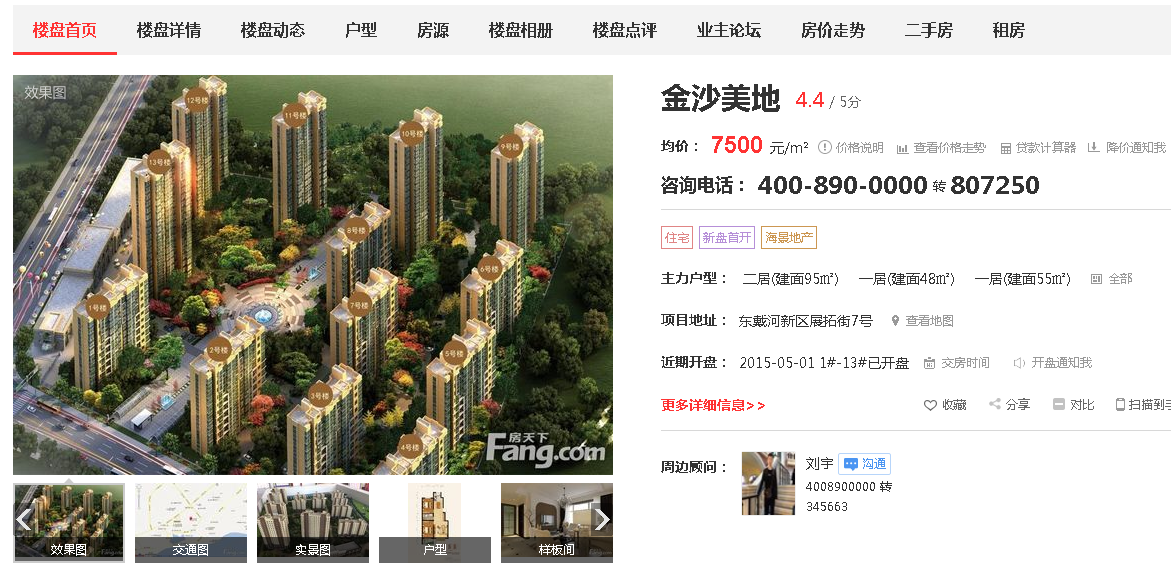 楼盘首页 楼盘详情 楼盘动态 户型 房源 楼盘相册 楼盘点评 业主论坛 房价走势 二手房 租房
效果图
12号楼
11号楼
10号楼
9号楼
13号楼
8号楼
6号楼
1号楼
7号楼
2号楼
5号楼
3号楼
4号楼
房天下
Fang.com
效果图 交通图 实景图 户型 样板间
金沙美地 4.4 / 5分
均价： 7500 元/m² 价格说明 查看价格走势 贷款计算器 降价通知我
咨询电话： 400-890-0000 转 807250
住宅 新盘首开 海景地产
主力户型： 二居(建面95㎡) 一居(建面48㎡) 一居(建面55㎡) 全部
项目地址： 东戴河新区展拓街7号 查看地图
近期开盘： 2015-05-01 1#-13#已开盘 交房时间 开盘通知我
更多详细信息>> 收藏 分享 对比 扫描到
周边顾问： 刘宇 沟通
4008900000 转
345663